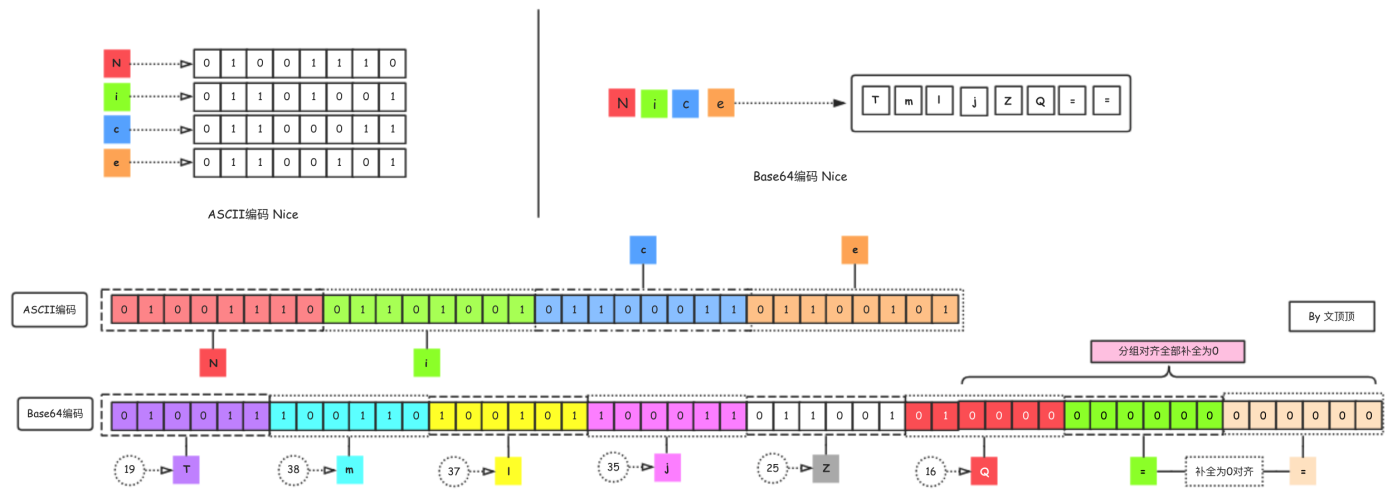 N 0 1 0 0 1 1 1 0
i 0 1 1 0 1 0 0 1
c 0 1 1 0 0 0 1 1
e 0 1 1 0 0 1 0 1
ASCII编码 Nice
N i c e T m l j Z Q = =
Base64编码 Nice
c e
ASCII编码 0 1 0 0 1 1 1 0 0 1 1 0 1 0 0 1 0 1 1 0 0 0 1 1 0 1 1 0 0 1 0 1
By 文顶顶
N i
分组对齐全部补全为0
Base64编码 0 1 0 0 1 1 1 0 0 1 1 0 1 0 0 1 0 1 1 0 0 0 1 1 0 1 1 0 0 1 0 1 0 0 0 0 0 0 0 0 0 0 0 0 0 0 0 0
19 T 38 m 37 l 35 j 25 Z 16 Q = 补全为0对齐 =